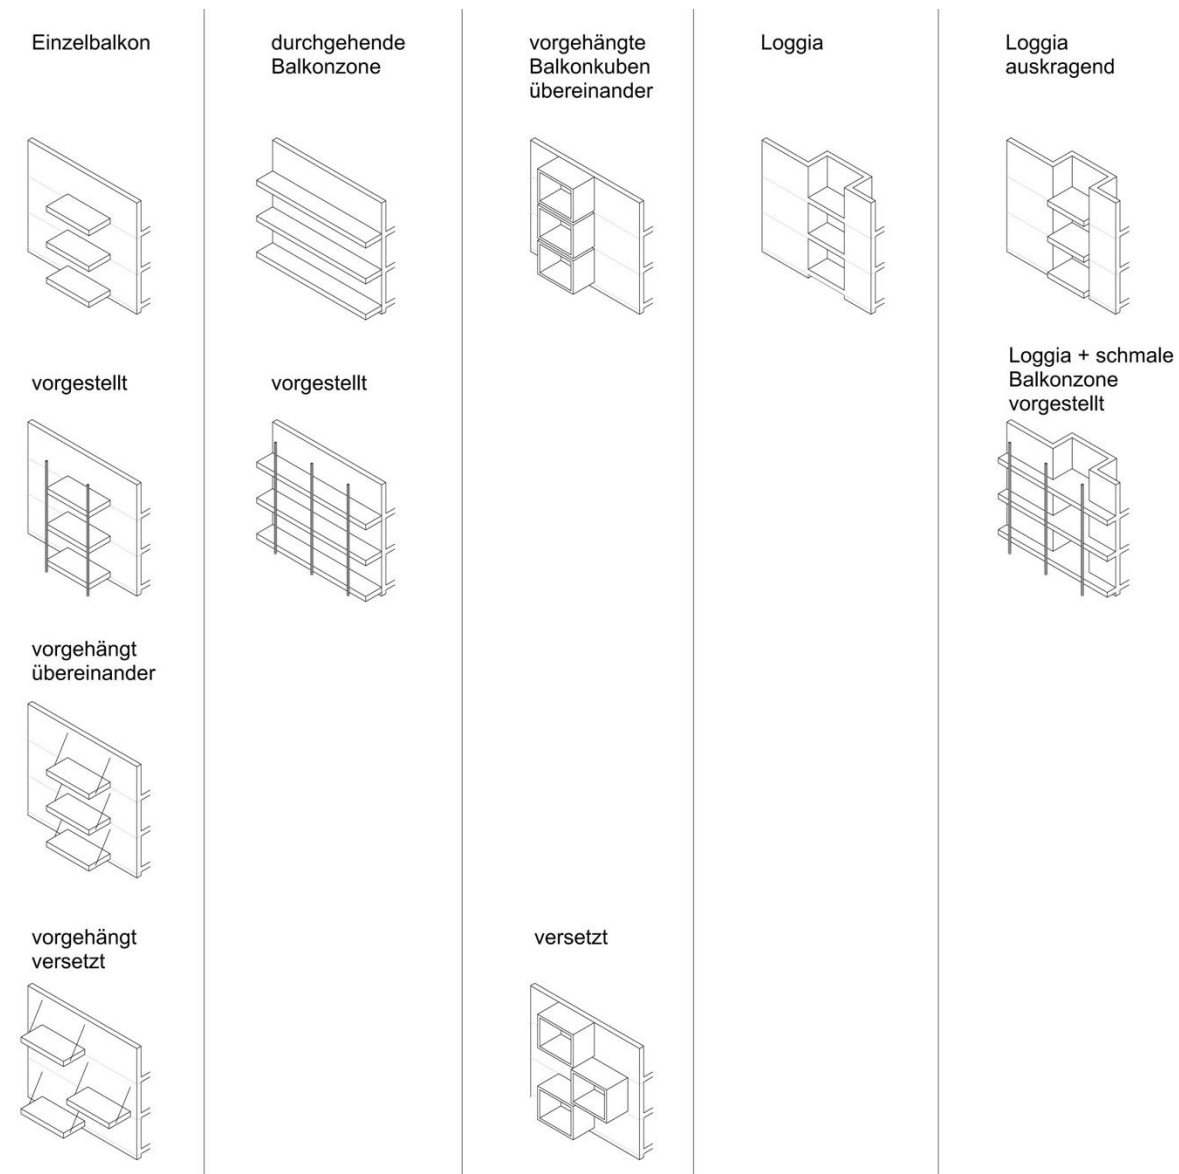 Einzelbalkon
durchgehende
Balkonzone
vorgehängte
Balkonkuben
übereinander
Loggia
Loggia
auskragend
vorgestellt
vorgestellt
Loggia + schmale
Balkonzone
vorgestellt
vorgehängt
übereinander
vorgehängt
versetzt
versetzt